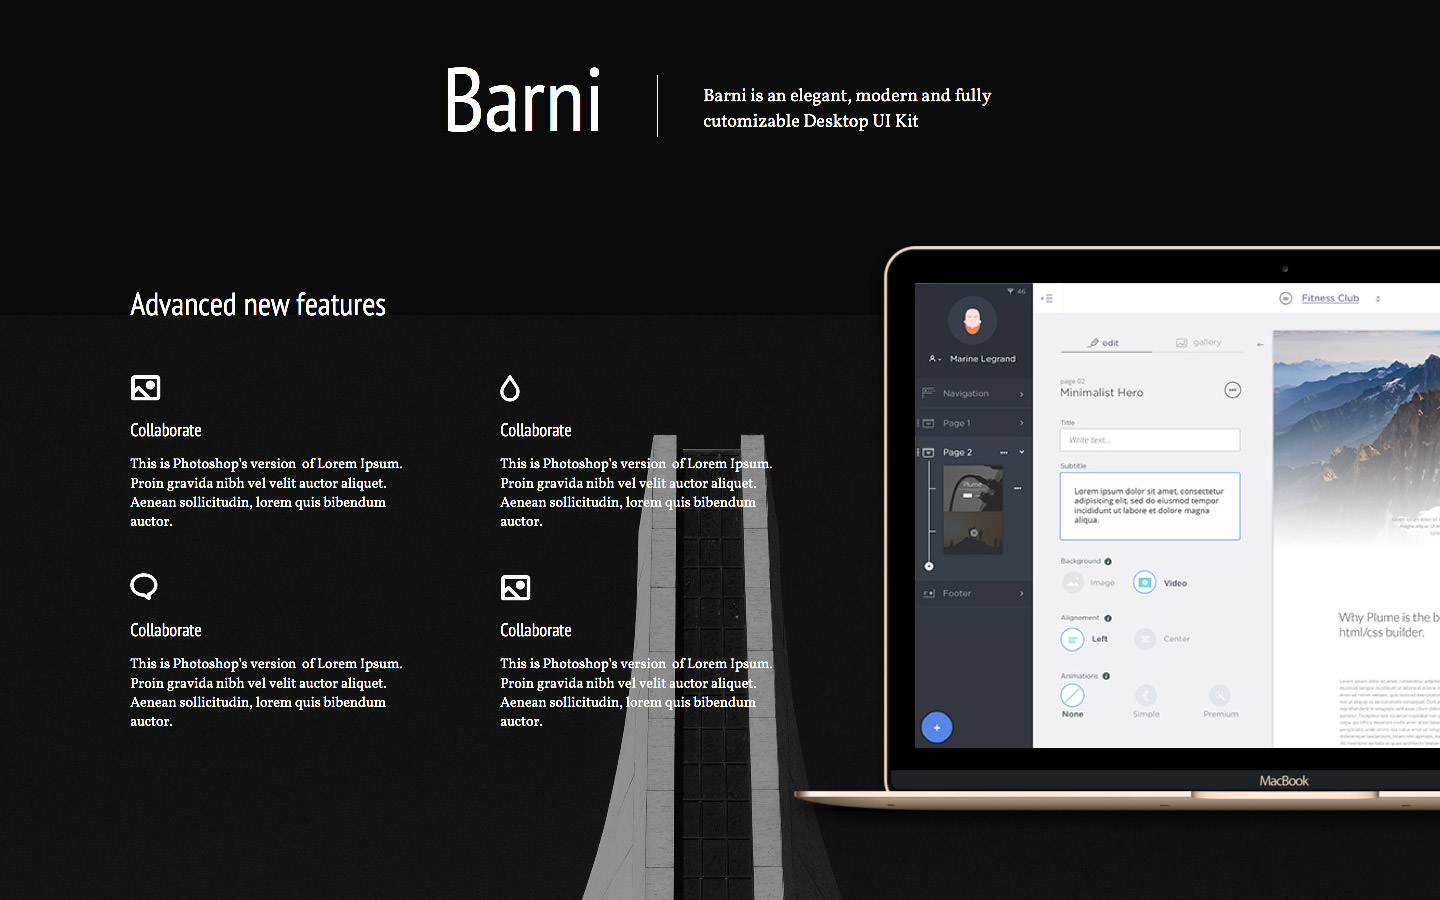 Barni
Barni is an elegant, modern and fully
cutomizable Desktop UI Kit
Advanced new features
Collaborate
This is Photoshop's version of Lorem Ipsum.
Proin gravida nibh vel velit auctor aliquet.
Aenean sollicitudin, lorem quis bibendum
auctor.
Collaborate
This is Photoshop's version of Lorem Ipsum.
Proin gravida nibh vel velit auctor aliquet.
Aenean sollicitudin, lorem quis bibendum
auctor.
Collaborate
This is Photoshop's version of Lorem Ipsum.
Proin gravida nibh vel velit auctor aliquet.
Aenean sollicitudin, lorem quis bibendum
auctor.
Collaborate
This is Photoshop's version of Lorem Ipsum.
Proin gravida nibh vel velit auctor aliquet.
Aenean sollicitudin, lorem quis bibendum
auctor.
46
Marine Legrand
Navigation
Page 1
Page 2
Plume
Footer
Fitness Club
edit
gallery
page 02
Minimalist Hero
Title
Write text...
Subtitle
Lorem ipsum dolor sit amet, consectetur
adipisicing elit, sed do eiusmod tempor
incididunt ut labore et dolore magna
aliqua.
Background
Image
Video
Alignement
Left
Center
Animations
None
Simple
Premium
Why Plume is the b
html/css builder.
MacBook